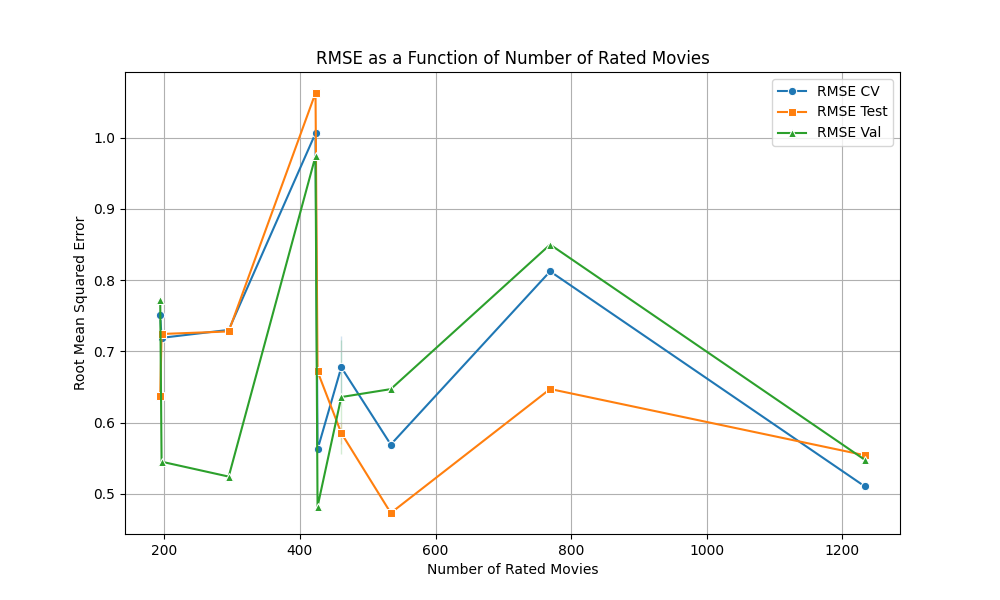 RMSE as a Function of Number of Rated Movies
RMSE CV
RMSE Test
RMSE Val
Root Mean Squared Error
1.0
0.9
0.8
0.7
0.6
0.5
200 400 600 800 1000 1200
Number of Rated Movies